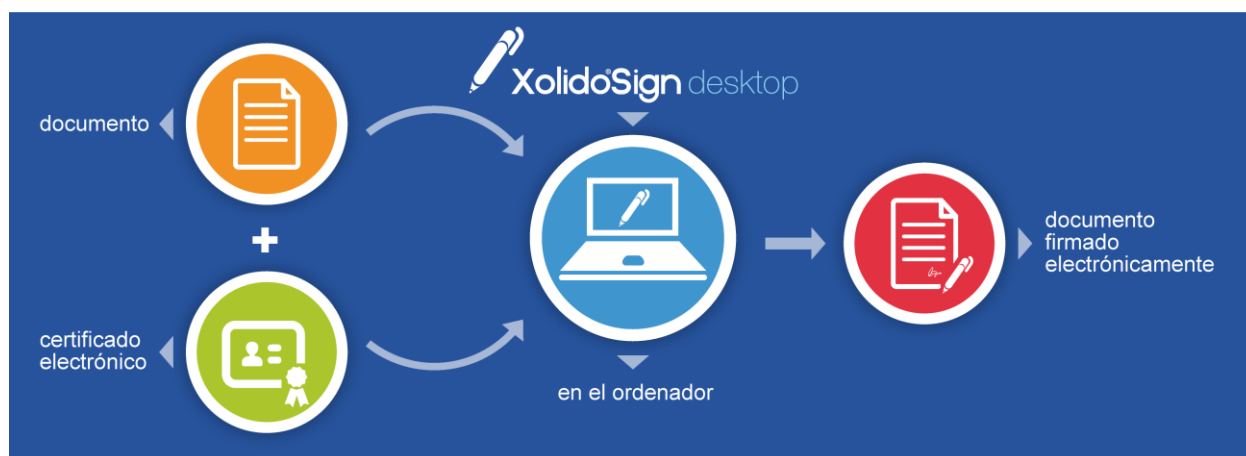 XolidoSign desktop
documento
+
certificado
electrónico
en el ordenador
documento
firmado
electrónicamente